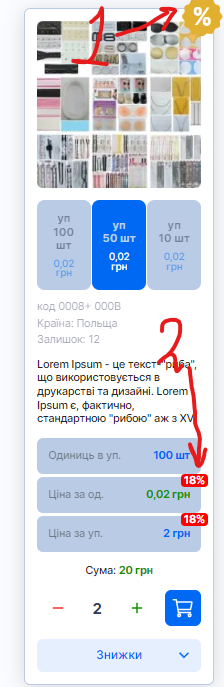 1
%
уп
100
шт
0,02
грн
уп
50 шт
0,02
грн
уп
10 шт
0,02
грн
код 0008+ 000В
Країна: Польща
Залишок: 12
2
Lorem Ipsum - це текст-"риба",
що використовується в
друкарстві та дизайні. Lorem
Ipsum є, фактично,
стандартною "рибою" аж з XV
Одиниць в уп. 100 шт
18%
Ціна за од. 0,02 грн
18%
Ціна за уп. 2 грн
Сума: 20 грн
− 2 +
Знижки